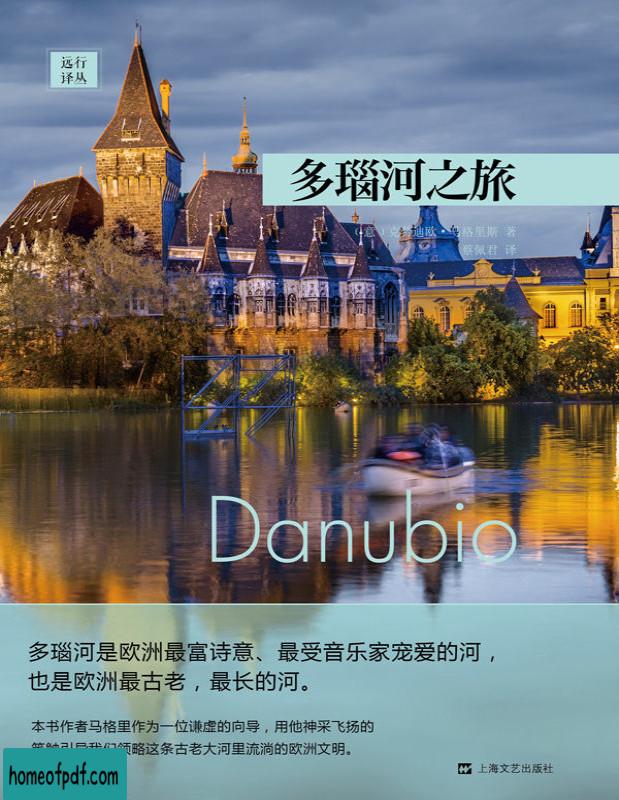 远行
译丛
多瑙河之旅
（意）克劳迪欧·马格里斯 著
蔡佩君 译
Danubio
多瑙河是欧洲最富诗意、最受音乐家宠爱的河，
也是欧洲最古老，最长的河。
本书作者马格里作为一位谦虚的向导，用他神采飞扬的
笔触引导我们领略这条古老大河里流淌的欧洲文明。
homeofpdf.com
上海文艺出版社